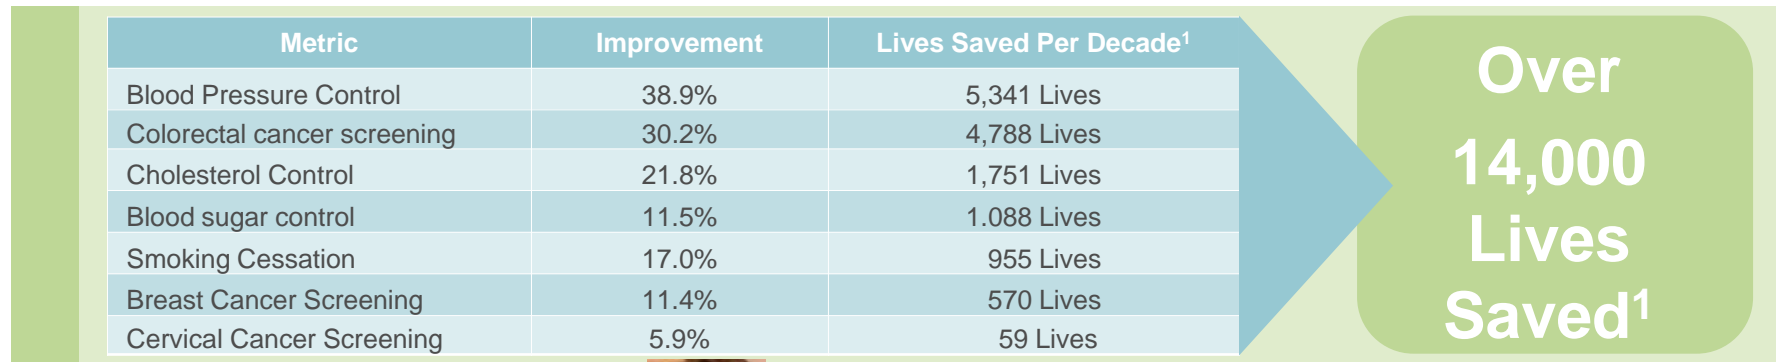 Metric Improvement Lives Saved Per Decade1
Blood Pressure Control 38.9% 5,341 Lives
Colorectal cancer screening 30.2% 4,788 Lives
Cholesterol Control 21.8% 1,751 Lives
Blood sugar control 11.5% 1.088 Lives
Smoking Cessation 17.0% 955 Lives
Breast Cancer Screening 11.4% 570 Lives
Cervical Cancer Screening 5.9% 59 Lives
Over
14,000
Lives
Saved1